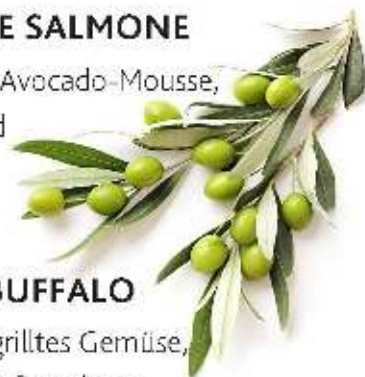 E SALMONE
Avocado-Mousse,
d
BUFFALO
grilltes Gemüse,